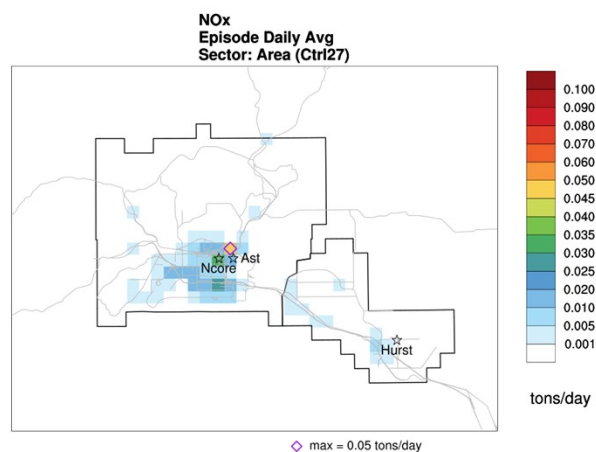 NOx
Episode Daily Avg
Sector: Area (Ctrl27)
0.100
0.090
0.080
0.070
0.060
0.050
0.045
0.040
0.035
0.030
0.025
0.020
0.015
0.010
0.005
0.001
Ast
Ncore
Hurst
tons/day
max = 0.05 tons/day